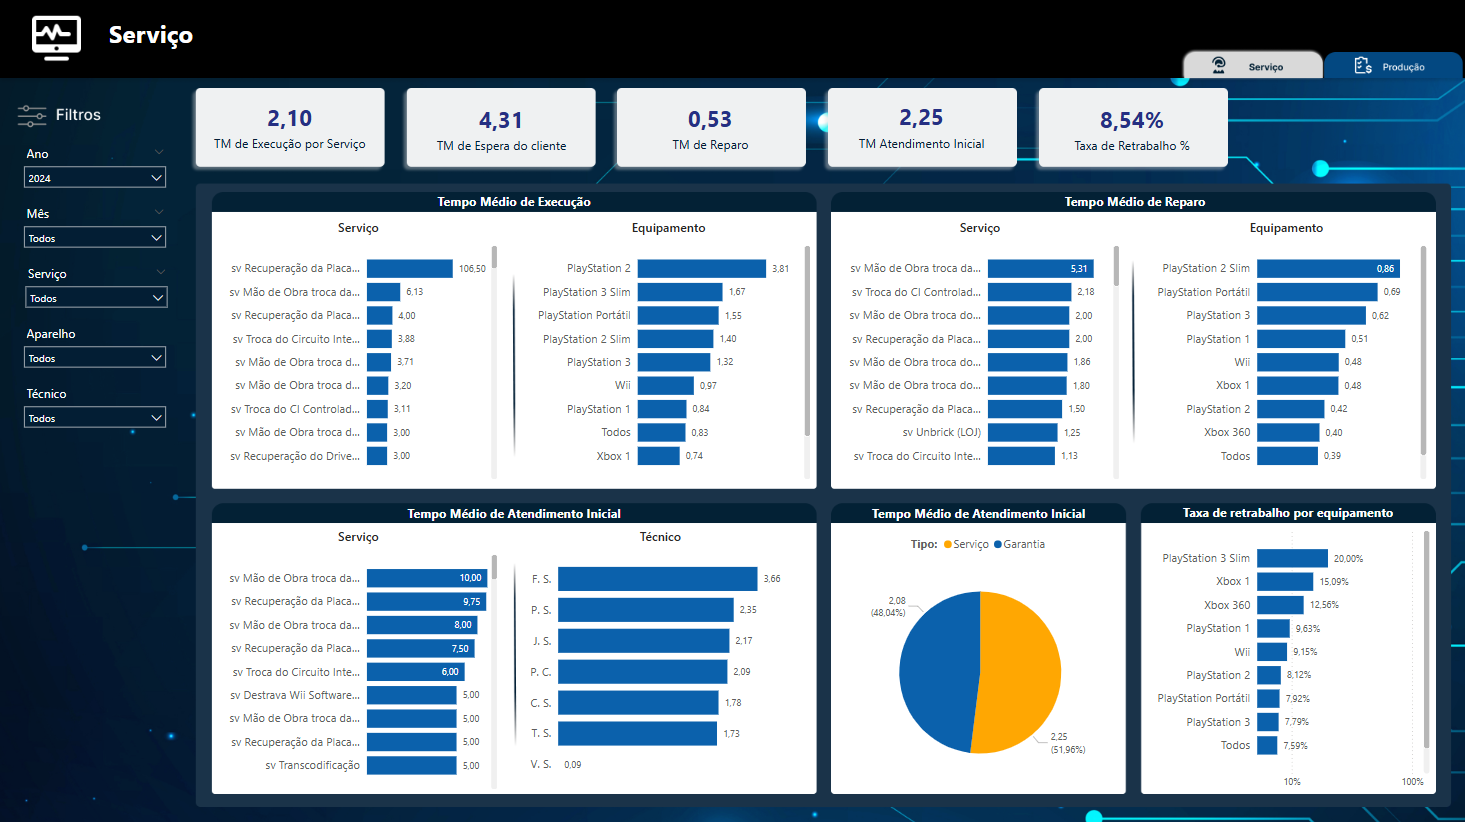 Serviço
Serviço
Produção
Filtros
Ano
2024
Mês
Todos
Serviço
Todos
Aparelho
Todos
Técnico
Todos
2,10
TM de Execução por Serviço
4,31
TM de Espera do cliente
0,53
TM de Reparo
2,25
TM Atendimento Inicial
8,54%
Taxa de Retrabalho %
Tempo Médio de Execução
Serviço
sv Recuperação da Placa... 106,50
sv Mão de Obra troca da... 6,13
sv Recuperação da Placa... 4,00
sv Troca do Circuito Inte... 3,88
sv Mão de Obra troca d... 3,71
sv Mão de Obra troca d... 3,20
sv Troca do CI Controlad... 3,11
sv Mão de Obra troca d... 3,00
sv Recuperação do Drive... 3,00
Equipamento
PlayStation 2 3,81
PlayStation 3 Slim 1,67
PlayStation Portátil 1,55
PlayStation 2 Slim 1,40
PlayStation 3 1,32
Wii 0,97
PlayStation 1 0,84
Todos 0,83
Xbox 1 0,74
Tempo Médio de Reparo
Serviço
sv Mão de Obra troca da... 5,31
sv Troca do CI Controlad... 2,18
sv Mão de Obra troca do... 2,00
sv Recuperação da Placa... 2,00
sv Mão de Obra troca do... 1,86
sv Mão de Obra troca do... 1,80
sv Recuperação da Placa... 1,50
sv Unbrick (LOJ) 1,25
sv Troca do Circuito Inte... 1,13
Equipamento
PlayStation 2 Slim 0,86
PlayStation Portátil 0,69
PlayStation 3 0,62
PlayStation 1 0,51
Wii 0,48
Xbox 1 0,48
PlayStation 2 0,42
Xbox 360 0,40
Todos 0,39
Tempo Médio de Atendimento Inicial
Serviço
sv Mão de Obra troca da... 10,00
sv Recuperação da Placa... 9,75
sv Mão de Obra troca da... 8,00
sv Recuperação da Placa... 7,50
sv Troca do Circuito Inte... 6,00
sv Destrava Wii Software... 5,00
sv Mão de Obra troca da... 5,00
sv Recuperação da Placa... 5,00
sv Transcodificação 5,00
Técnico
F. S. 3,66
P. S. 2,35
J. S. 2,17
P. C. 2,09
C. S. 1,78
T. S. 1,73
V. S. 0,09
Tempo Médio de Atendimento Inicial
Tipo: Serviço Garantia
2,08
(48,04%)
2,25
(51,96%)
Taxa de retrabalho por equipamento
PlayStation 3 Slim 20,00%
Xbox 1 15,09%
Xbox 360 12,56%
PlayStation 1 9,63%
Wii 9,15%
PlayStation 2 8,12%
PlayStation Portátil 7,92%
PlayStation 3 7,79%
Todos 7,59%
10% 100%